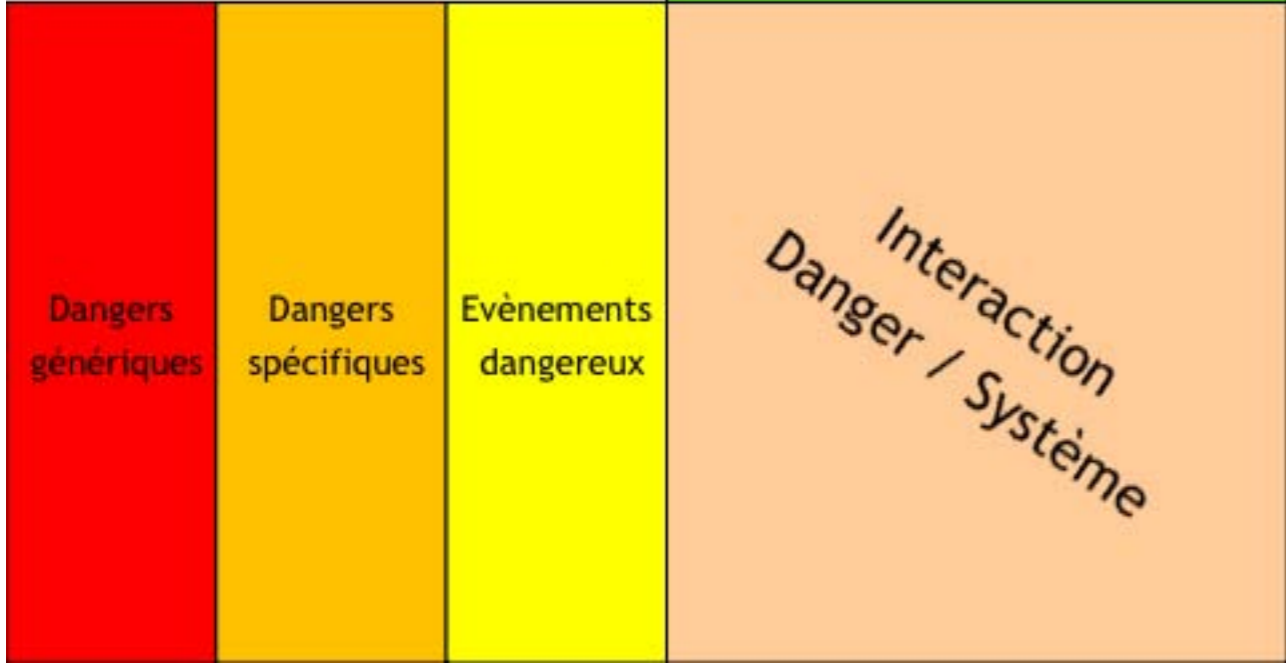 Dangers
génériques
Dangers
spécifiques
Evènements
dangereux
Interaction
Danger / Système